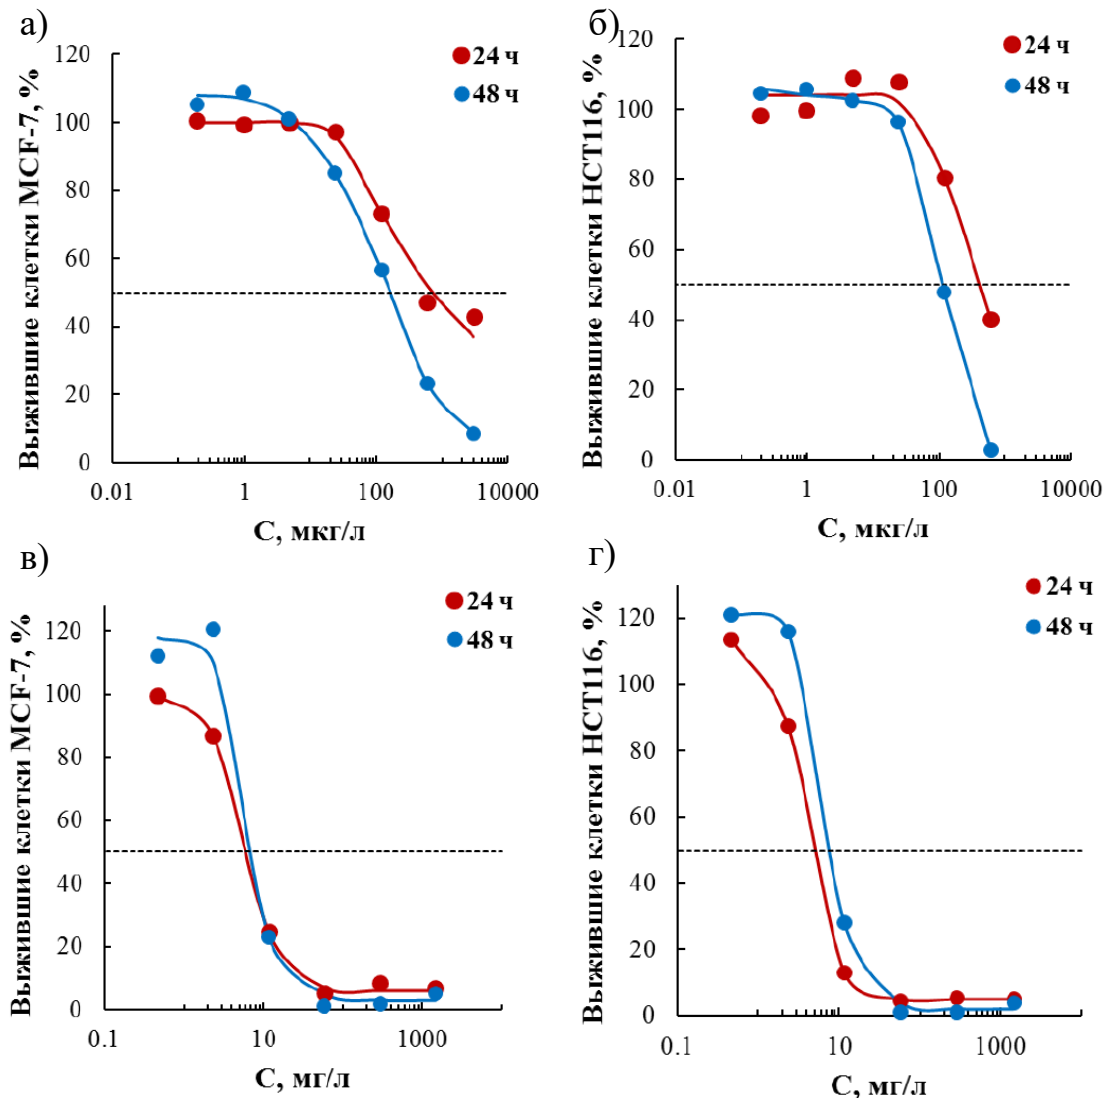 а)
Выжившие клетки MCF-7, %
120
100
80
60
40
20
0
0.01
1
100
10000
С, мкг/л
24 ч
48 ч
б)
Выжившие клетки HCT116, %
120
100
80
60
40
20
0
0.01
1
100
10000
С, мкг/л
24 ч
48 ч
в)
Выжившие клетки MCF-7, %
120
100
80
60
40
20
0
0.1
10
1000
С, мг/л
24 ч
48 ч
г)
Выжившие клетки HCT116, %
120
100
80
60
40
20
0
0.1
10
1000
С, мг/л
24 ч
48 ч